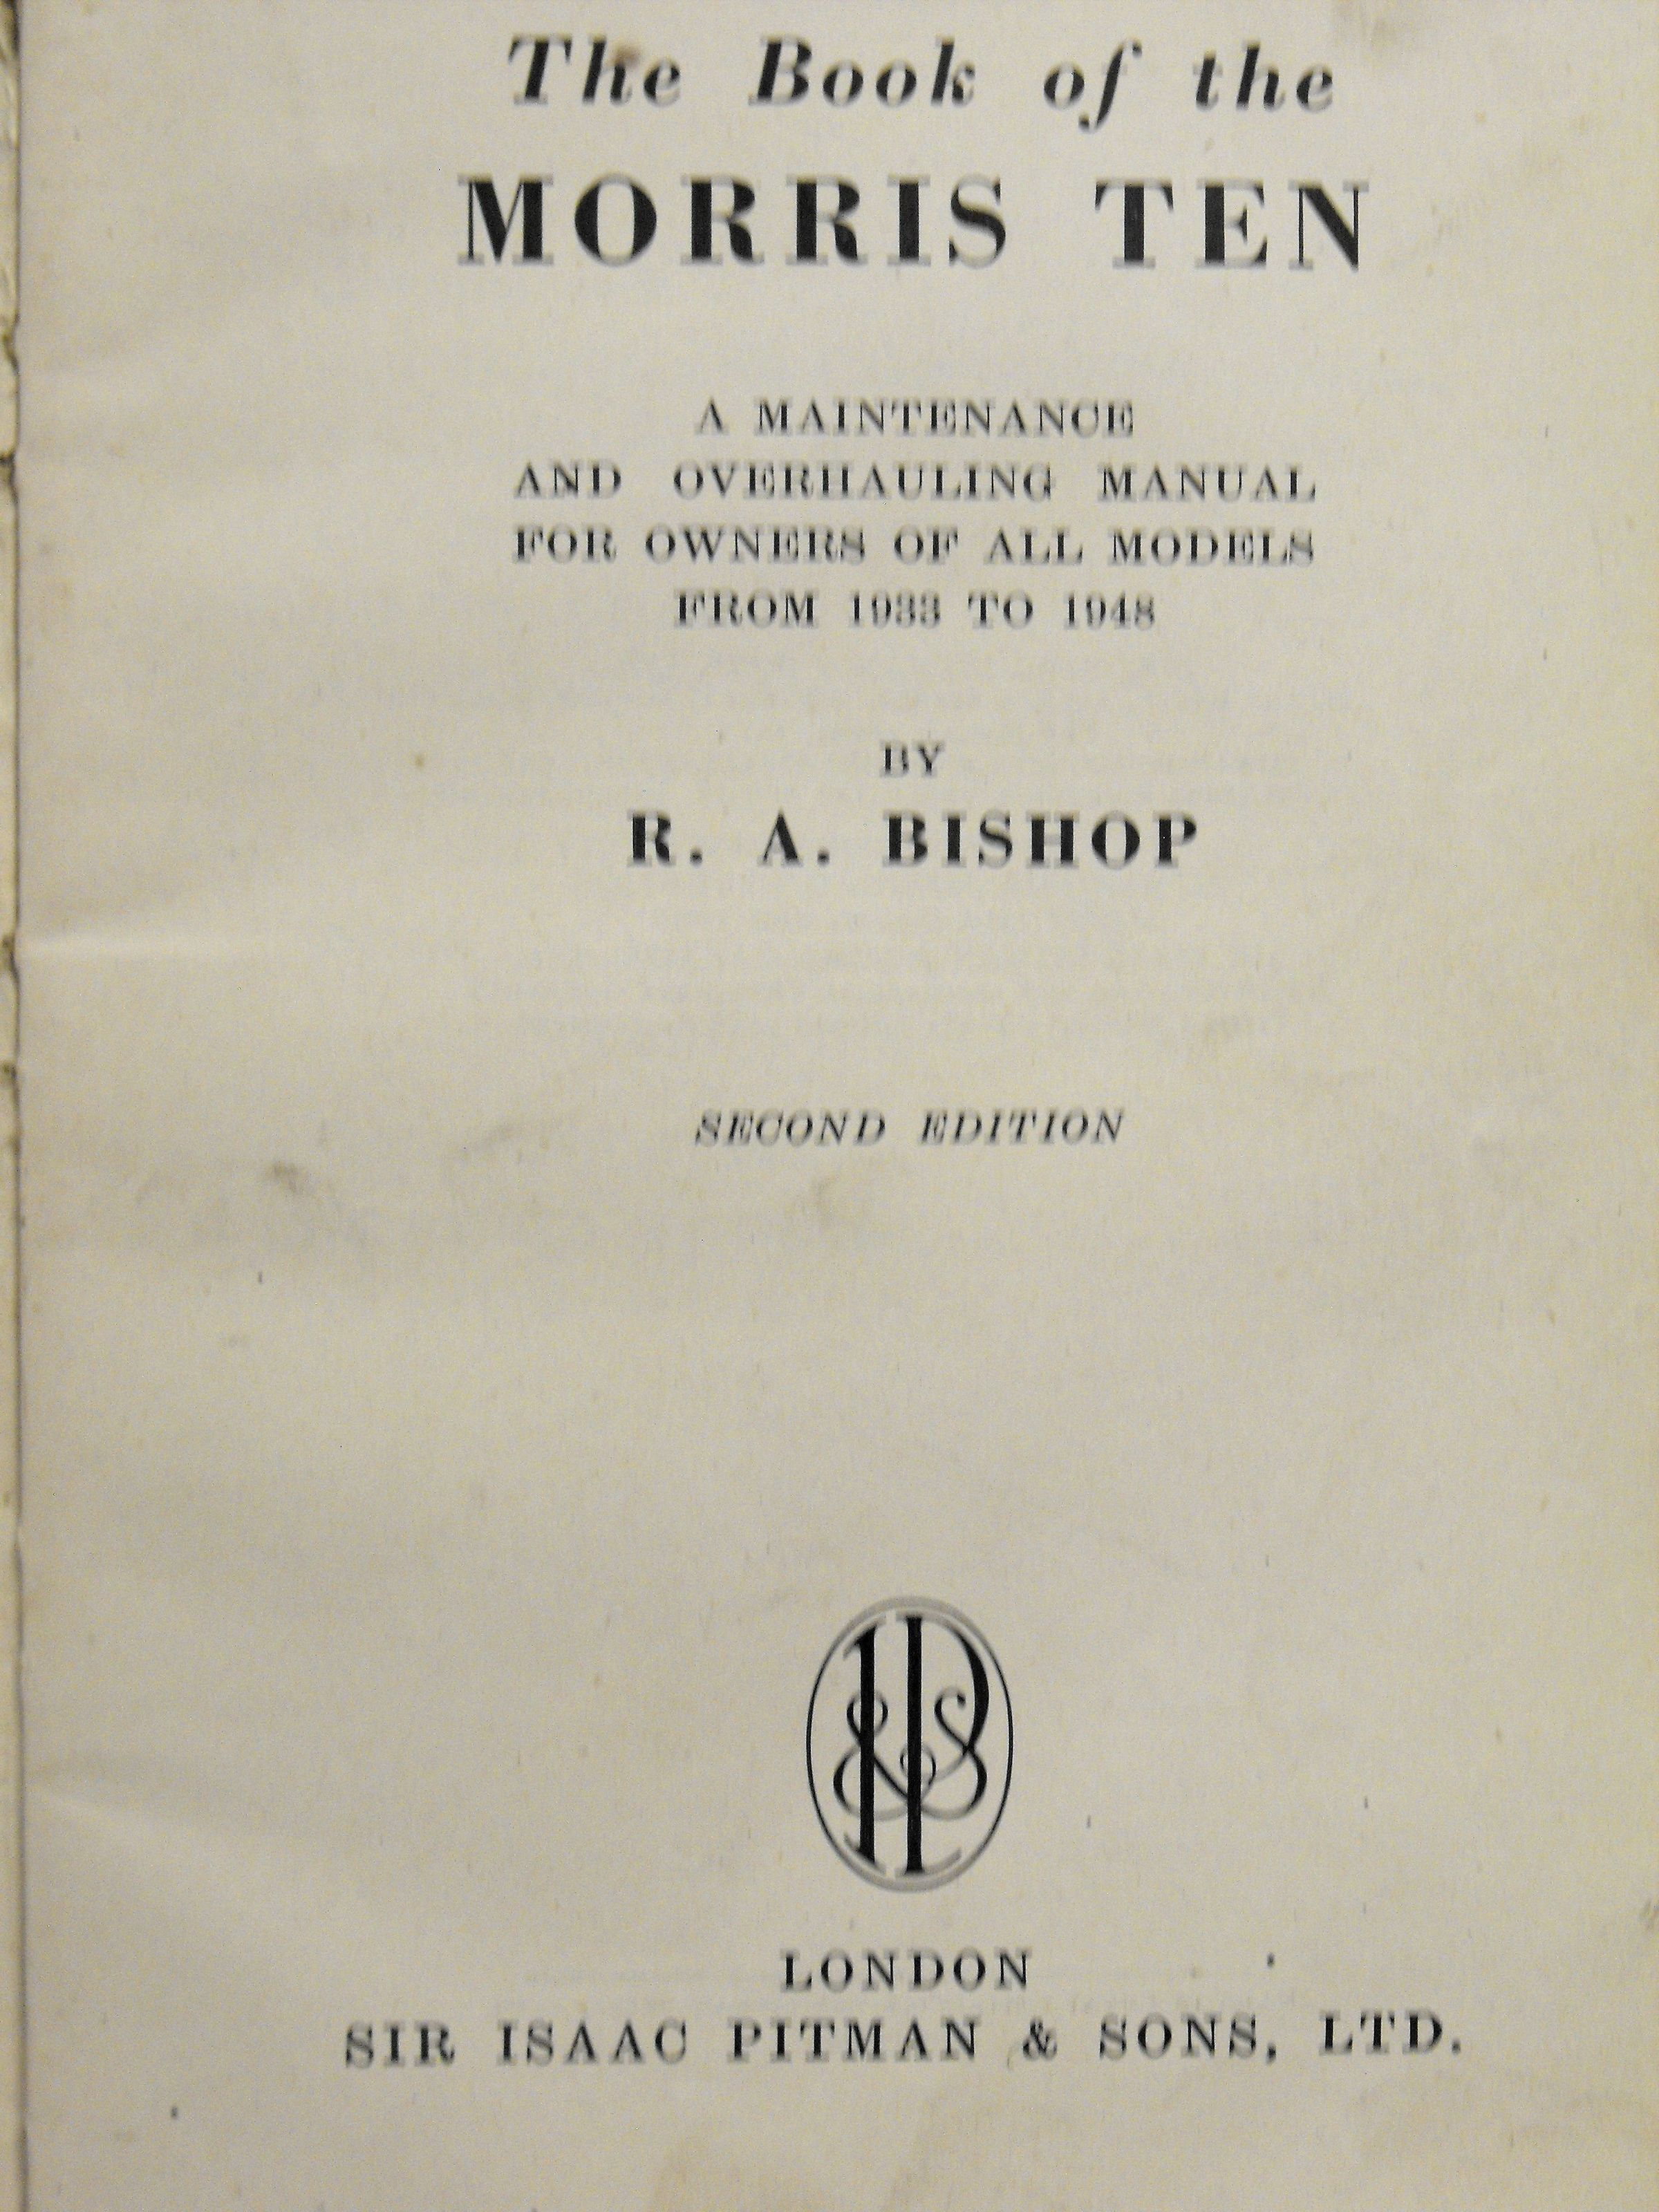 The Book of the
MORRIS TEN
A MAINTENANCE
AND OVERHAULING MANUAL
FOR OWNERS OF ALL MODELS
FROM 1933 TO 1948
BY
R. A. BISHOP
SECOND EDITION
IP&S
LONDON
SIR ISAAC PITMAN & SONS, LTD.